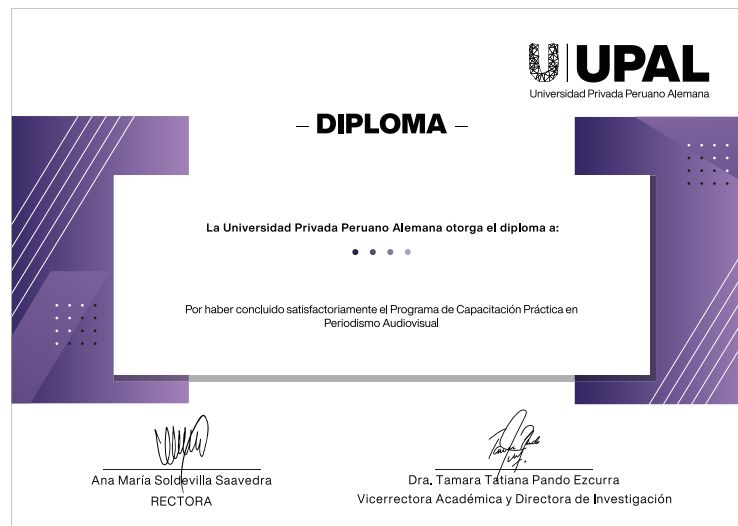 UPAL
Universidad Privada Peruano Alemana
– DIPLOMA –
La Universidad Privada Peruano Alemana otorga el diploma a:
Por haber concluido satisfactoriamente el Programa de Capacitación Práctica en
Periodismo Audiovisual
Ana María Soldevilla Saavedra
RECTORA
Dra. Tamara Tatiana Pando Ezcurra
Vicerrectora Académica y Directora de Investigación